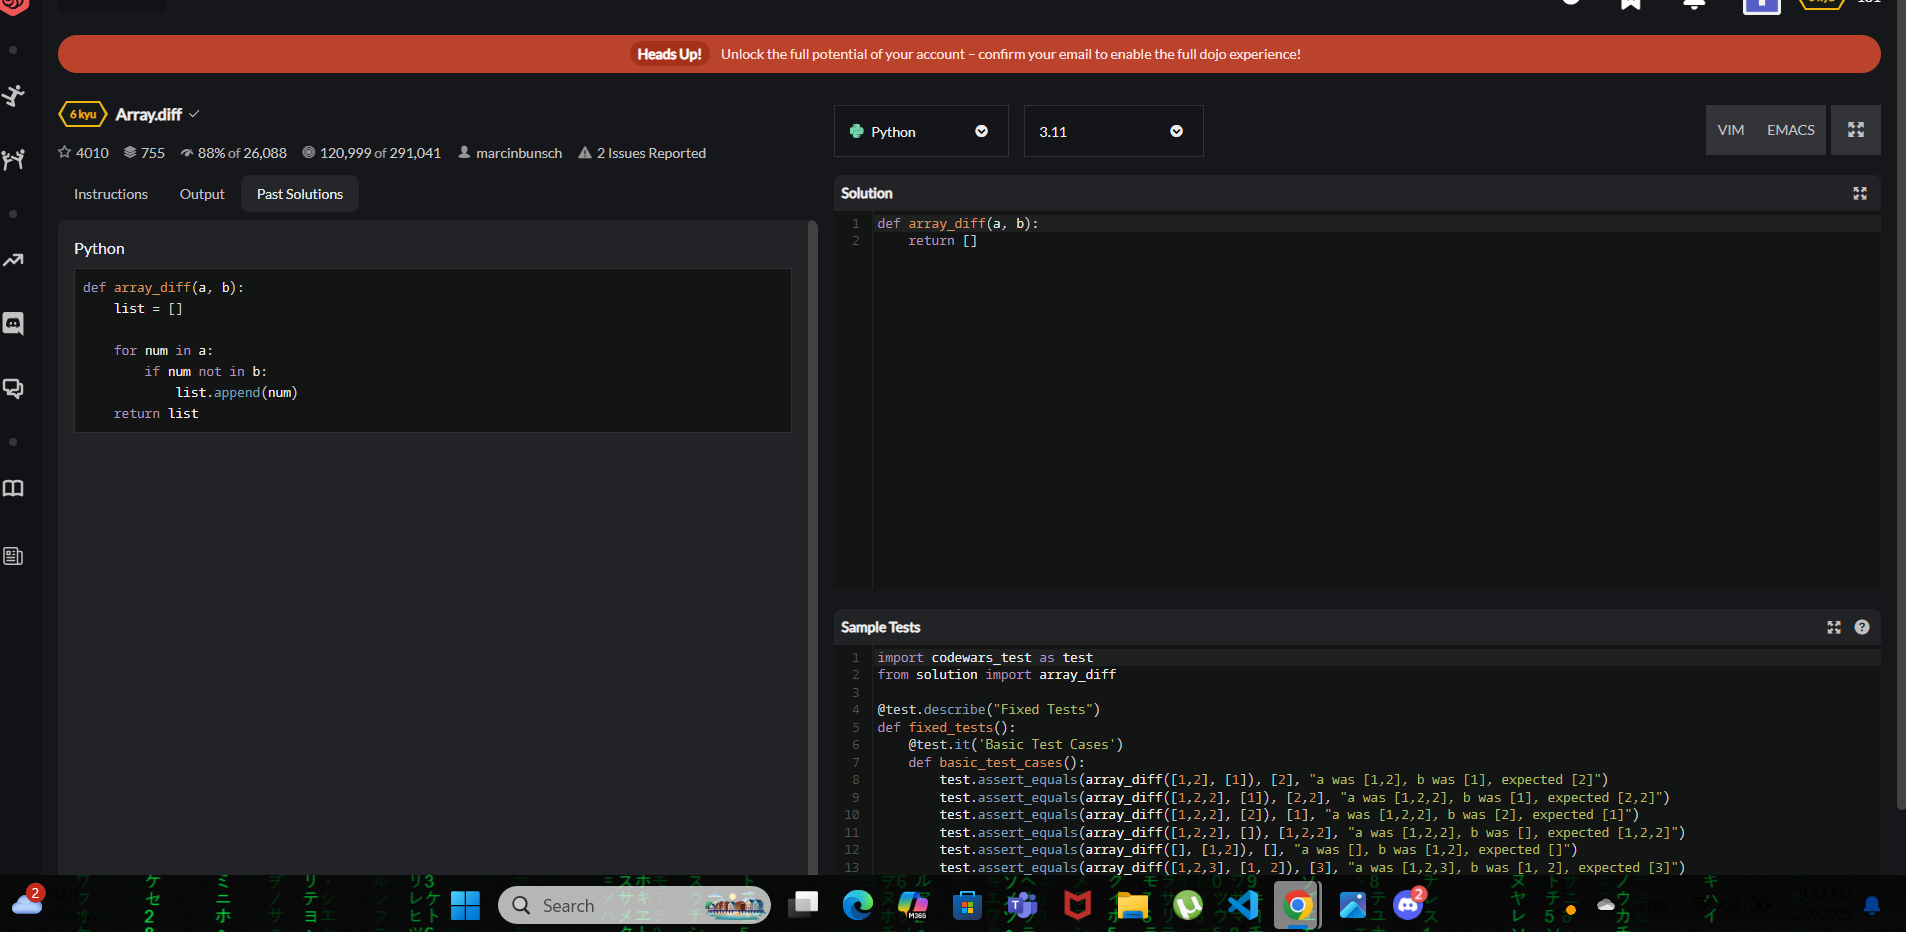 Heads Up! Unlock the full potential of your account – confirm your email to enable the full dojo experience!
6 kyu Array.diff
4010 755 88% of 26,088 120,999 of 291,041 marcinbunsch 2 Issues Reported
Instructions Output Past Solutions
Python
def array_diff(a, b):
    list = []
    for num in a:
        if num not in b:
            list.append(num)
    return list
Python 3.11 VIM EMACS
Solution
1 def array_diff(a, b):
2     return []
Sample Tests
1 import codewars_test as test
2 from solution import array_diff
3
4 @test.describe("Fixed Tests")
5 def fixed_tests():
6     @test.it('Basic Test Cases')
7     def basic_test_cases():
8         test.assert_equals(array_diff([1,2], [1]), [2], "a was [1,2], b was [1], expected [2]")
9         test.assert_equals(array_diff([1,2,2], [1]), [2,2], "a was [1,2,2], b was [1], expected [2,2]")
10         test.assert_equals(array_diff([1,2,2], [2]), [1], "a was [1,2,2], b was [2], expected [1]")
11         test.assert_equals(array_diff([1,2,2], []), [1,2,2], "a was [1,2,2], b was [], expected [1,2,2]")
12         test.assert_equals(array_diff([], [1,2]), [], "a was [], b was [1,2], expected []")
13         test.assert_equals(array_diff([1,2,3], [1, 2]), [3], "a was [1,2,3], b was [1, 2], expected [3]")
2
Search
M365
2